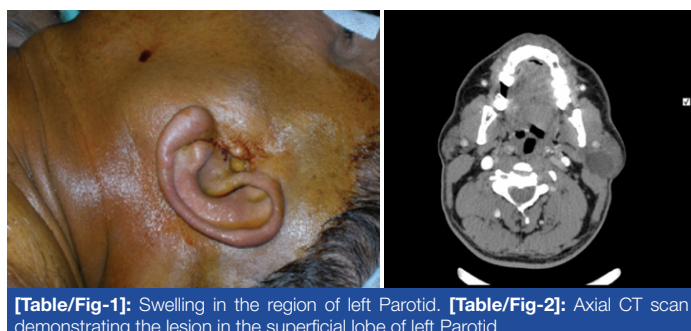 [Table/Fig-1]: Swelling in the region of left Parotid. [Table/Fig-2]: Axial CT scan
demonstrating the lesion in the superficial lobe of left Parotid